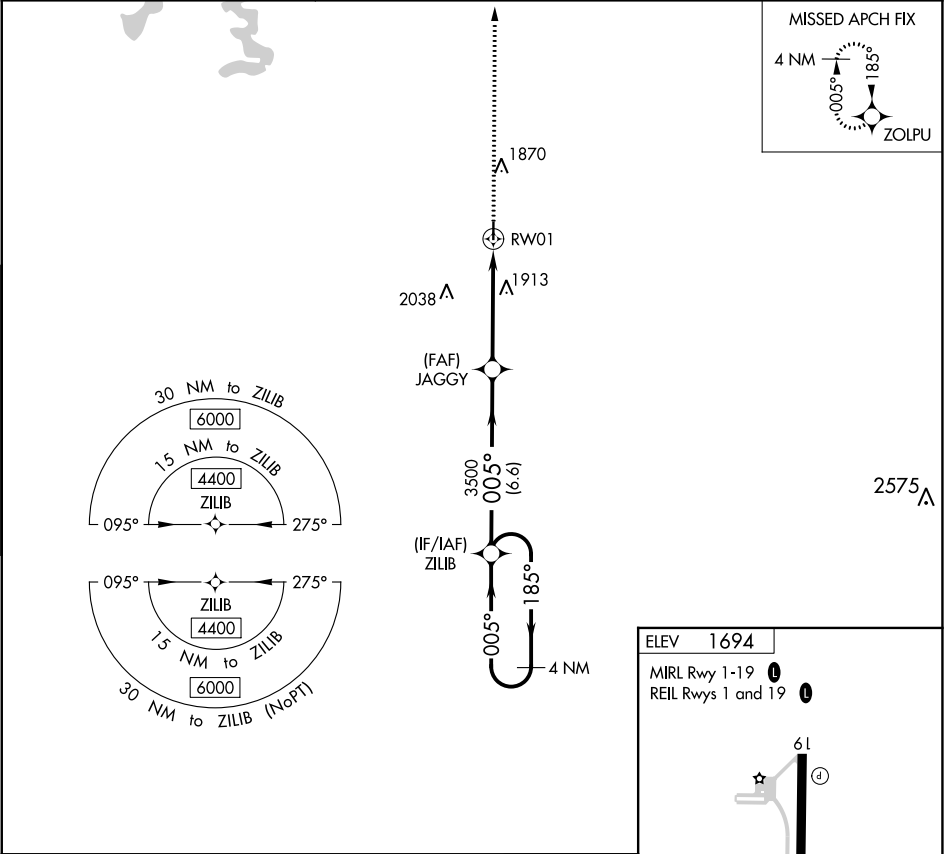 MISSED APCH FIX
4 NM
005°
185°
ZOLPU
1870
RW01
1913
2038
(FAF)
JAGGY
30 NM to ZILIB
6000
15 NM to ZILIB
4400
ZILIB
095°
275°
3500
005°
(6.6)
2575
(IF/IAF)
ZILIB
185°
005°
4 NM
095°
275°
ZILIB
4400
15 NM to ZILIB
6000
30 NM to ZILIB (NoPT)
ELEV 1694
MIRL Rwy 1-19 L
REIL Rwys 1 and 19 L
19
P